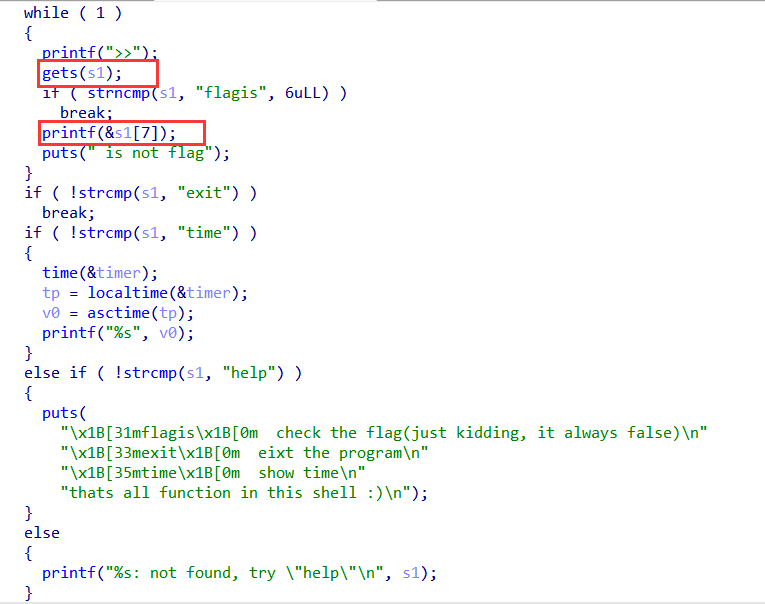 while ( 1 )
{
printf(">>");
gets(s1);
if ( strncmp(s1, "flagis", 6uLL) )
break;
printf(&s1[7]);
puts(" is not flag");
}
if ( !strcmp(s1, "exit") )
break;
if ( !strcmp(s1, "time") )
{
time(&timer);
tp = localtime(&timer);
v0 = asctime(tp);
printf("%s", v0);
}
else if ( !strcmp(s1, "help") )
{
puts(
"\x1B[31mflagis\x1B[0m  check the flag(just kidding, it always false)\n"
"\x1B[33mexit\x1B[0m  eixt the program\n"
"\x1B[35mtime\x1B[0m  show time\n"
"thats all function in this shell :)\n");
}
else
{
printf("%s: not found, try \"help\"\n", s1);
}